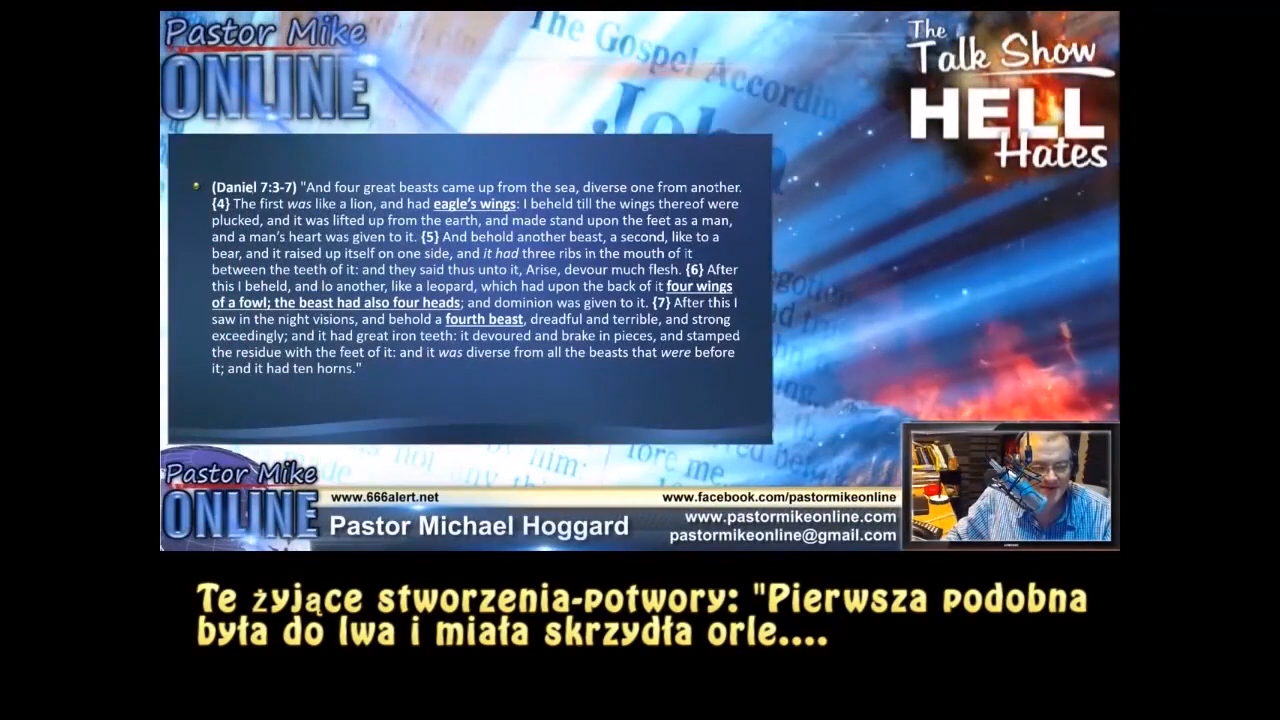 Pastor Mike
ONLINE
The Gospel According
John
The
Talk Show
HELL
Hates
(Daniel 7:3-7) "And four great beasts came up from the sea, diverse one from another.
{4} The first was like a lion, and had eagle's wings: I beheld till the wings thereof were
plucked, and it was lifted up from the earth, and made stand upon the feet as a man,
and a man's heart was given to it. {5} And behold another beast, a second, like to a
bear, and it raised up itself on one side, and it had three ribs in the mouth of it
between the teeth of it: and they said thus unto it, Arise, devour much flesh. {6} After
this I beheld, and lo another, like a leopard, which had upon the back of it four wings
of a fowl; the beast had also four heads; and dominion was given to it. {7} After this I
saw in the night visions, and behold a fourth beast, dreadful and terrible, and strong
exceedingly; and it had great iron teeth: it devoured and brake in pieces, and stamped
the residue with the feet of it: and it was diverse from all the beasts that were before
it; and it had ten horns."
Pastor Mike
ONLINE
www.666alert.net
www.facebook.com/pastormikeonline
Pastor Michael Hoggard
www.pastormikeonline.com
pastormikeonline@gmail.com
Te żyjące stworzenia-potwory: "Pierwsza podobna
była do lwa i miała skrzydła orle....